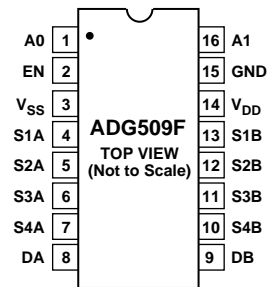 A0 1 16 A1
EN 2 15 GND
VSS 3 14 VDD
S1A 4 ADG509F 13 S1B
TOP VIEW
S2A 5 (Not to Scale) 12 S2B
S3A 6 11 S3B
S4A 7 10 S4B
DA 8 9 DB